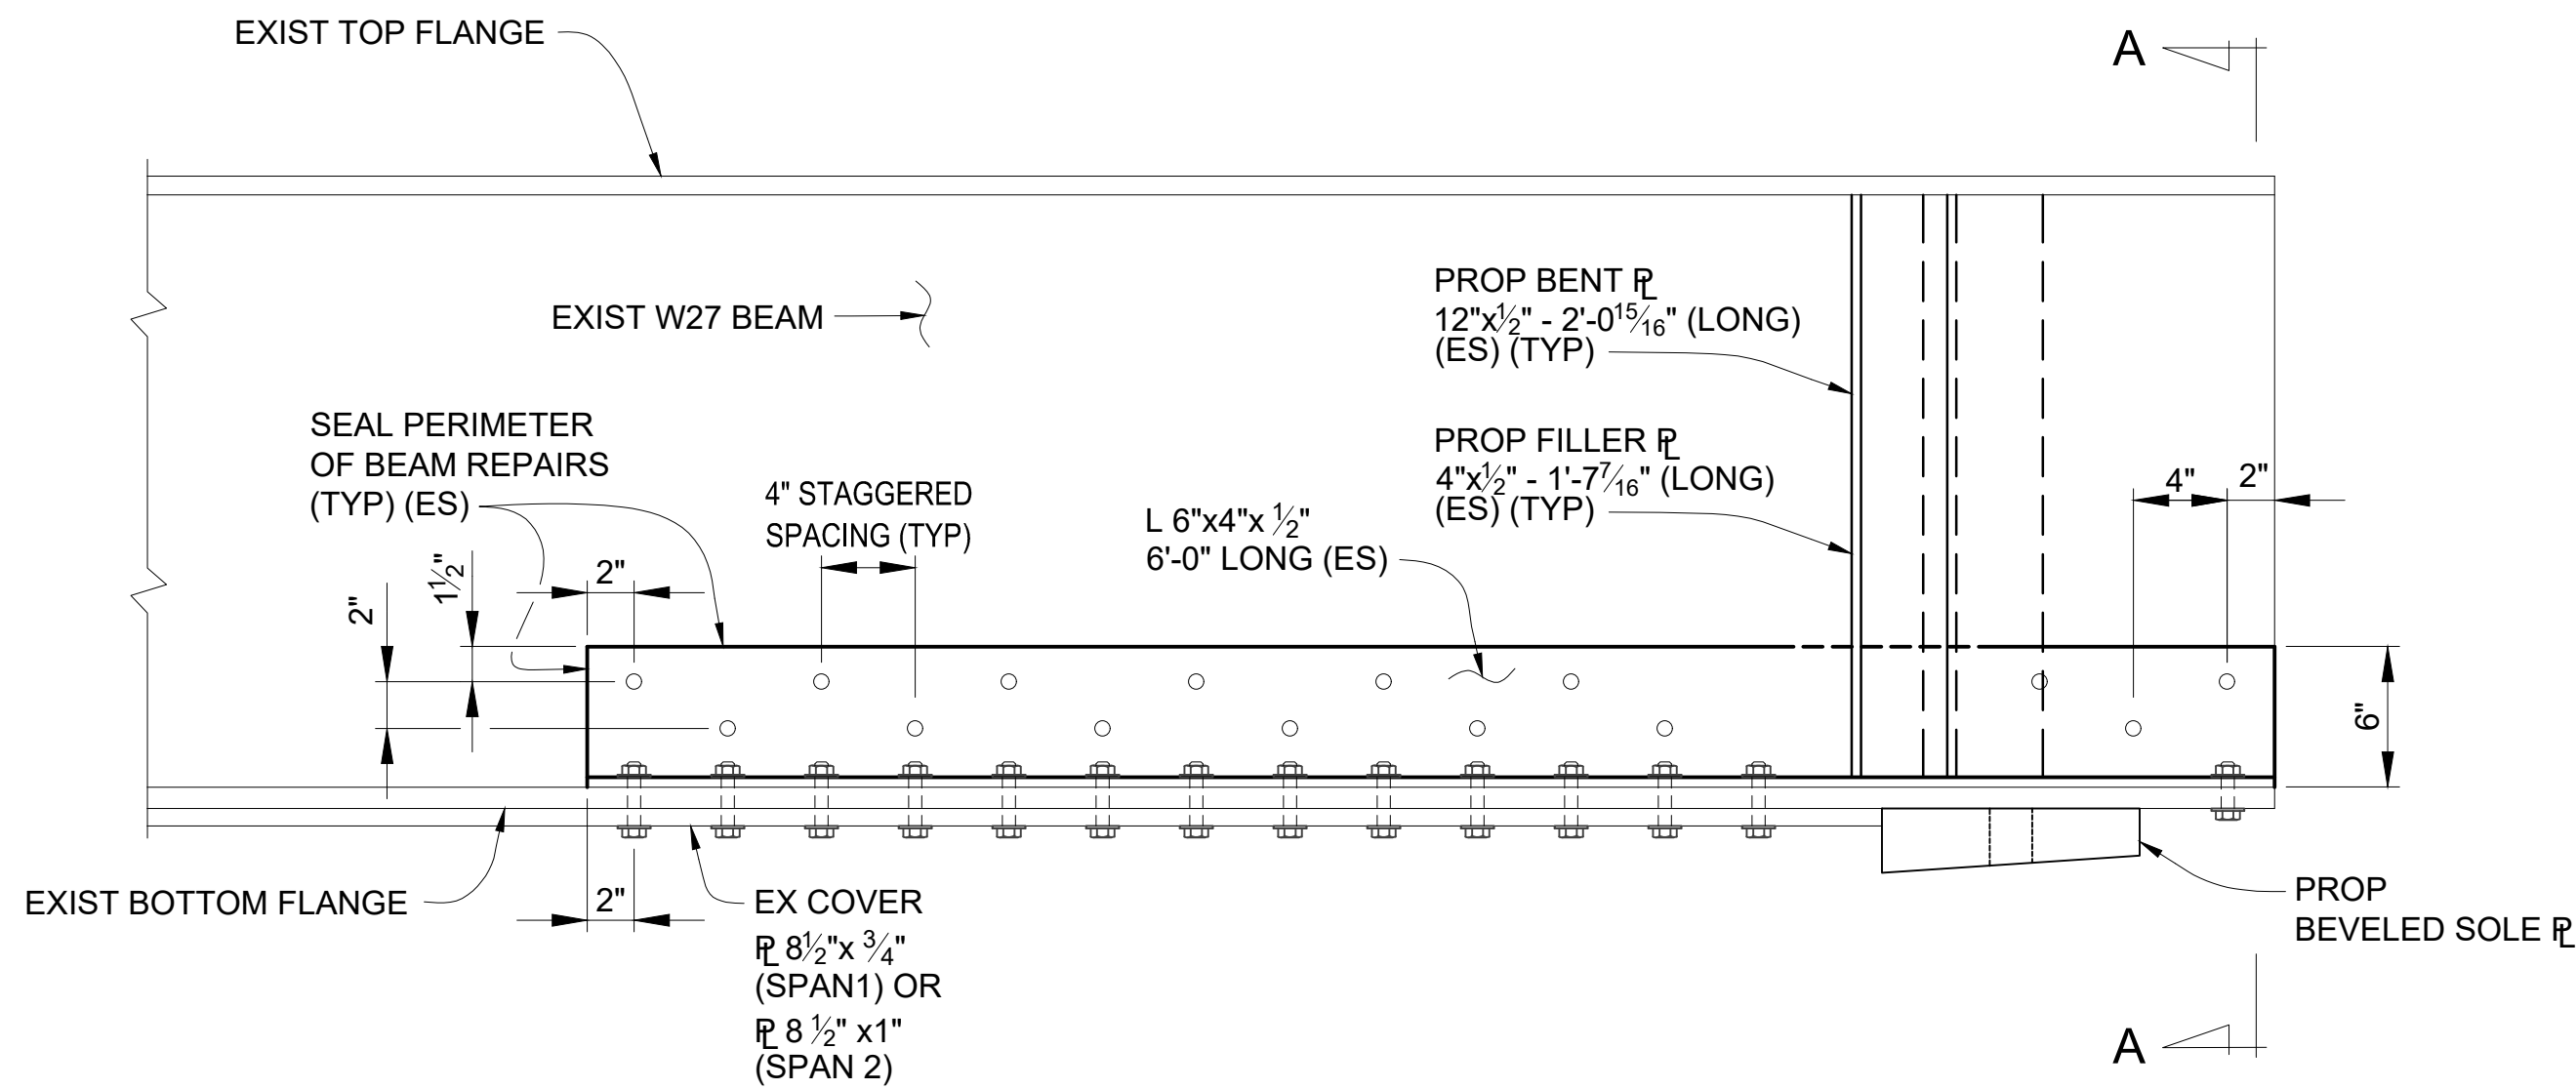 EXIST TOP FLANGE
A
EXIST W27 BEAM
PROP BENT ℄
12"x½" - 2'-0 15/16" (LONG)
(ES) (TYP)
SEAL PERIMETER
OF BEAM REPAIRS
(TYP) (ES)
4" STAGGERED
SPACING (TYP)
L 6"x4"x ½"
6'-0" LONG (ES)
PROP FILLER PL
4"x½" - 1'-7 7/16" (LONG)
(ES) (TYP)
4"
2"
2"
1½"
2"
6"
EXIST BOTTOM FLANGE
2"
EX COVER
PL 8½"x ¾"
(SPAN1) OR
PL 8 ½" x1"
(SPAN 2)
PROP
BEVELED SOLE PL
A